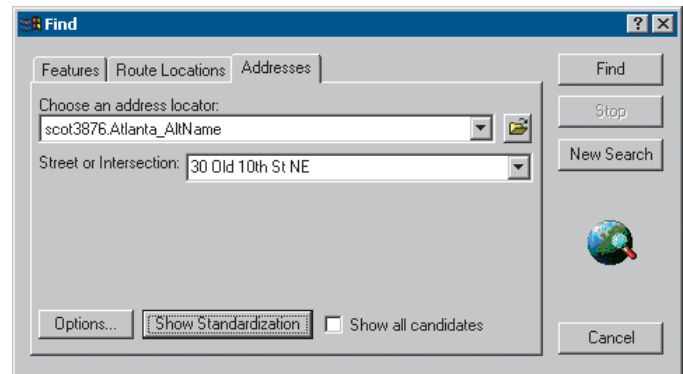 Find
Features Route Locations Addresses
Find
Choose an address locator:
scot3876.Atlanta_AltName
Stop
Street or Intersection: 30 Old 10th St NE
New Search
Options... Show Standardization Show all candidates
Cancel